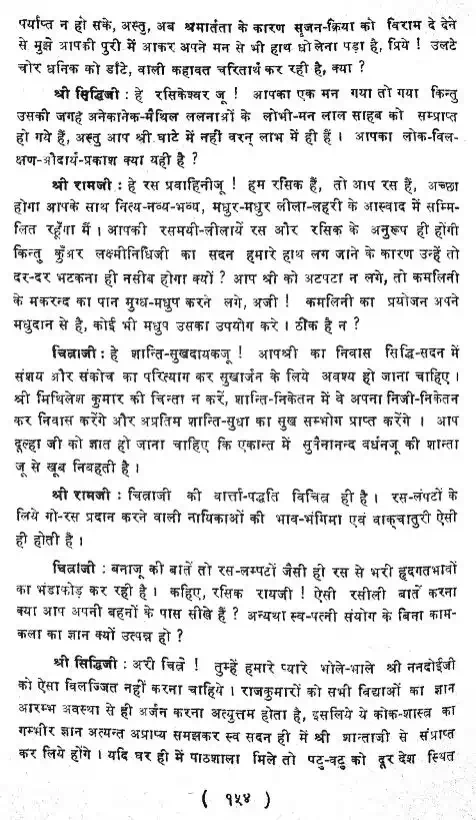 पर्याप्त न हो सके, अस्तु, अब श्रमार्तता के कारण सृजन-क्रिया को विराम दे देने
से मुझे आपकी पुरी में आकर अपने मन से भी हाथ धो लेना पड़ा है, प्रिये ! उलटे
चोर धनिक को डाँटे, वाली कहावत चरितार्थ कर रही है, क्या ?
श्री सिद्धिजी : हे रसिकेश्वर जू ! आपका एक मन गया तो गया किन्तु
उसकी जगह अनेकानेक-मैथिल ललनाओं के लोभी-मन लाल साहब को सम्प्राप्त
हो गये हैं, अस्तु आप श्री घाटे में नहीं वरन् लाभ में ही हैं । आपका लोक-विल-
क्षण-औदार्य-प्रकाश क्या यही है ?
श्री रामजी : हे रस प्रवाहिनीजू ! हम रसिक हैं, तो आप रस हैं, अच्छा
होगा आपके साथ नित्य-नव्य-भव्य, मधुर-मधुर लीला-लहरी के आस्वाद में सम्मि-
लित रहूँगा मैं । आपकी रसमयी-लीलायें रस और रसिक के अनुरूप ही होंगी
किन्तु कुँअर लक्ष्मीनिधिजी का सदन हमारे हाथ लग जाने के कारण उन्हें तो
दर-दर भटकना ही नसीब होगा क्यों ? आप श्री को अटपटा न लगे, तो कमलिनी
के मकरन्द का पान मुग्ध-मधुप करने लगे, अजी ! कमलिनी का प्रयोजन अपने
मधुदान से है, कोई भी मधुप उसका उपयोग करे । ठीक है न ?
चित्राजी : हे शान्ति-सुखदायकजू ! आपश्री का निवास सिद्धि-सदन में
संशय और संकोच का परित्याग कर सुखार्जन के लिये अवश्य हो जाना चाहिए ।
श्री मिथिलेश कुमार की चिन्ता न करें, शान्ति-निकेतन में वे अपना निजी-निकेतन
कर निवास करेंगे और अप्रतिम शान्ति-सुधा का सुख सम्भोग प्राप्त करेंगे । आप
दूल्हा जी को ज्ञात हो जाना चाहिए कि एकान्त में सुनैनानन्द वर्धनजू की शान्ता
जू से खूब निबहती है ।
श्री रामजी : चित्राजी की वार्त्ता-पद्धति विचित्र ही है । रस-लंपटों के
लिये गो-रस प्रदान करने वाली नायिकाओं की भाव-भंगिमा एवं वाक्चातुरी ऐसी
ही होती है ।
चित्राजी : बनाजू की बातें तो रस-लम्पटों जैसी ही रस से भरी हृद्गतभावों
का भंडाफोड़ कर रही है । कहिए, रसिक रायजी ! ऐसी रसीली बातें करना
क्या आप अपनी बहनों के पास सीखे हैं ? अन्यथा स्व-पत्नी संयोग के बिना काम-
कला का ज्ञान क्यों उत्पन्न हो ?
श्री सिद्धिजी : अरी चित्रे ! तुम्हें हमारे प्यारे भोले-भाले श्री ननदोईजी
को ऐसा विलज्जित नहीं करना चाहिये । राजकुमारों को सभी विद्याओं का ज्ञान
आरम्भ अवस्था से ही अर्जन करना अत्युत्तम होता है, इसलिये ये कोक-शास्त्र का
गम्भीर ज्ञान अत्यन्त अप्राप्य समझकर स्व सदन ही में श्री शान्ताजी से संप्राप्त
कर लिये होंगे । यदि घर ही में पाठशाला मिले तो पटु-वटु को दूर देश स्थित
( १५४ )